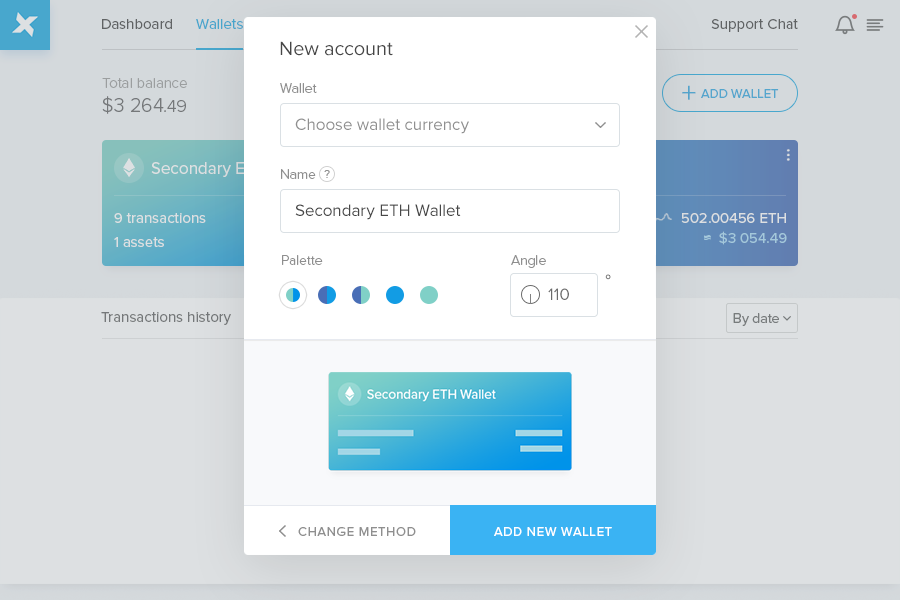 Dashboard
Wallets
Support Chat
Total balance
$3 264.49
ADD WALLET
Secondary E
9 transactions
1 assets
502.00456 ETH
≈ $3 054.49
Transactions history
By date
New account
Wallet
Choose wallet currency
Name ?
Secondary ETH Wallet
Palette
Angle
110 °
Secondary ETH Wallet
CHANGE METHOD
ADD NEW WALLET